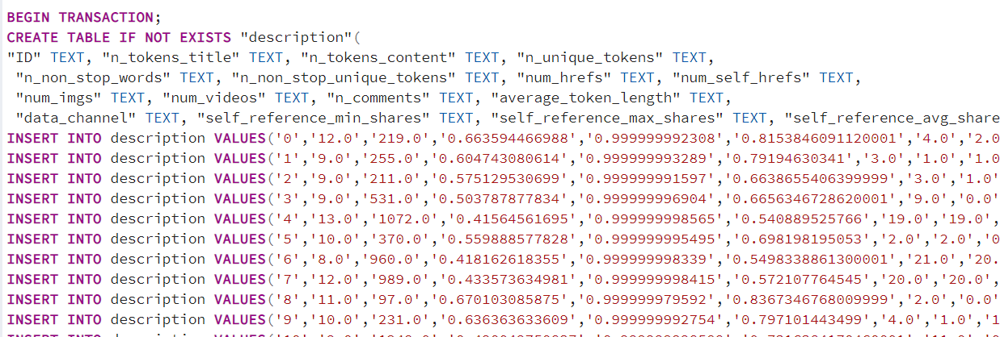 BEGIN TRANSACTION;
CREATE TABLE IF NOT EXISTS "description"(
"ID" TEXT, "n_tokens_title" TEXT, "n_tokens_content" TEXT, "n_unique_tokens" TEXT,
"n_non_stop_words" TEXT, "n_non_stop_unique_tokens" TEXT, "num_hrefs" TEXT, "num_self_hrefs" TEXT,
"num_imgs" TEXT, "num_videos" TEXT, "n_comments" TEXT, "average_token_length" TEXT,
"data_channel" TEXT, "self_reference_min_shares" TEXT, "self_reference_max_shares" TEXT, "self_reference_avg_share
INSERT INTO description VALUES('0','12.0','219.0','0.663594466988','0.999999992308','0.8153846091120001','4.0','2.0
INSERT INTO description VALUES('1','9.0','255.0','0.604743080614','0.999999993289','0.79194630341','3.0','1.0','1.0
INSERT INTO description VALUES('2','9.0','211.0','0.575129530699','0.999999991597','0.6638655406399999','3.0','1.0'
INSERT INTO description VALUES('3','9.0','531.0','0.503787877834','0.999999996904','0.6656346728620001','9.0','0.0'
INSERT INTO description VALUES('4','13.0','1072.0','0.41564561695','0.999999998565','0.540889525766','19.0','19.0',
INSERT INTO description VALUES('5','10.0','370.0','0.559888577828','0.999999995495','0.698198195053','2.0','2.0','0
INSERT INTO description VALUES('6','8.0','960.0','0.418162618355','0.999999998339','0.5498338861300001','21.0','20.
INSERT INTO description VALUES('7','12.0','989.0','0.433573634981','0.999999998415','0.572107764545','20.0','20.0',
INSERT INTO description VALUES('8','11.0','97.0','0.670103085875','0.999999979592','0.8367346768009999','2.0','0.0'
INSERT INTO description VALUES('9','10.0','231.0','0.636363633609','0.999999992754','0.797101443499','4.0','1.0','1